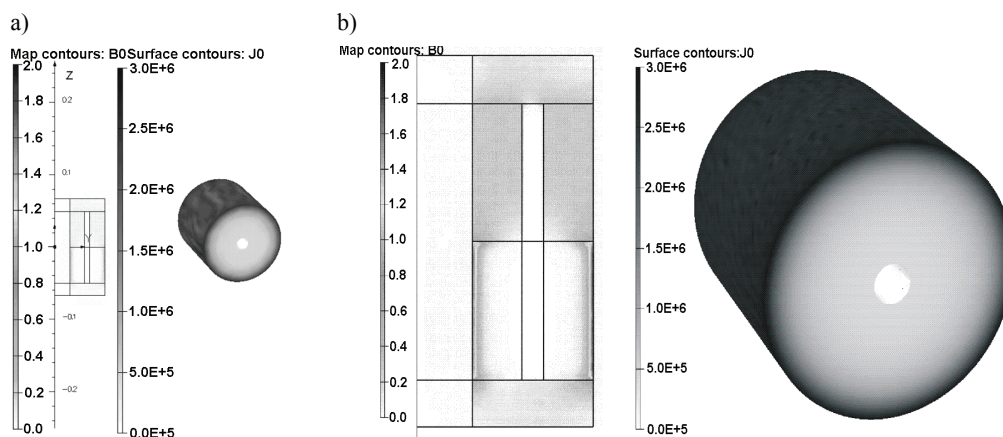 a)
b)
Map contours: B0
Surface contours: J0
2.0
1.8
1.6
1.4
1.2
1.0
0.8
0.6
0.4
0.2
0.0
Z
0.2
0.1
Y
-0.1
-0.2
3.0E+6
2.5E+6
2.0E+6
1.5E+6
1.0E+6
5.0E+5
0.0E+5
Map contours: B0
2.0
1.8
1.6
1.4
1.2
1.0
0.8
0.6
0.4
0.2
0.0
Surface contours:J0
3.0E+6
2.5E+6
2.0E+6
1.5E+6
1.0E+6
5.0E+5
0.0E+5